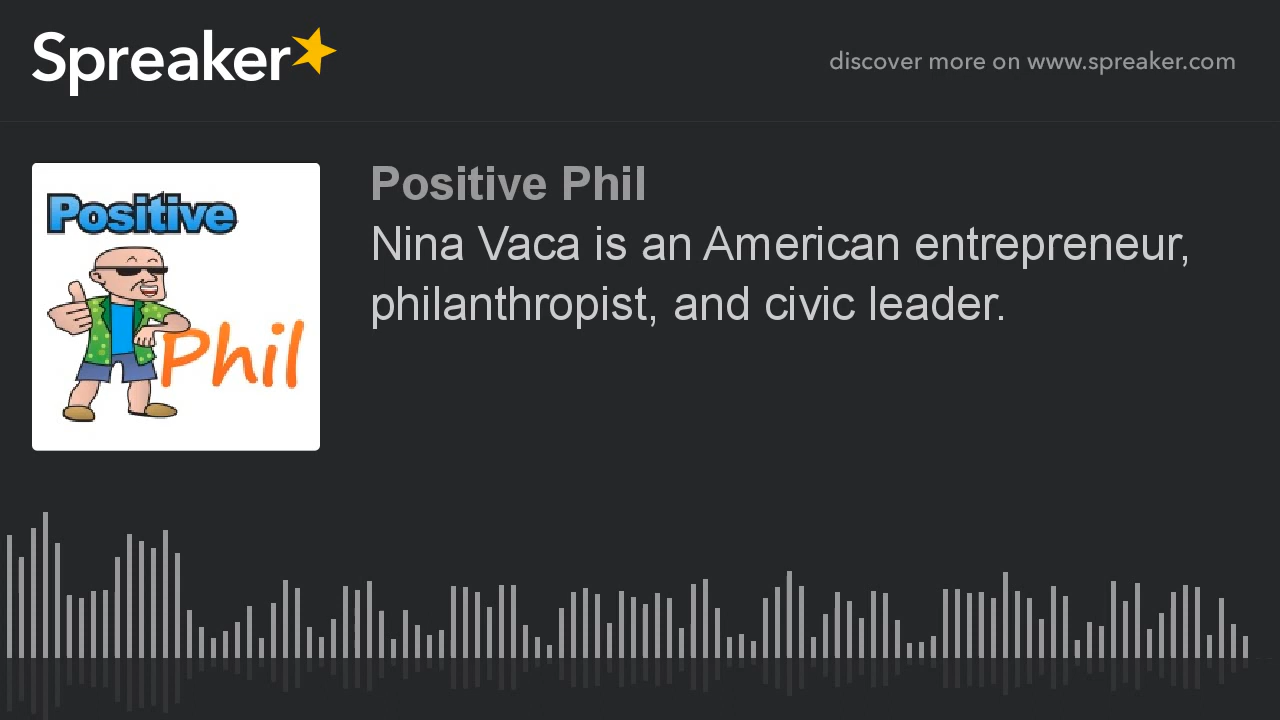 Spreaker
discover more on www.spreaker.com
Positive
Phil
Positive Phil
Nina Vaca is an American entrepreneur,
philanthropist, and civic leader.